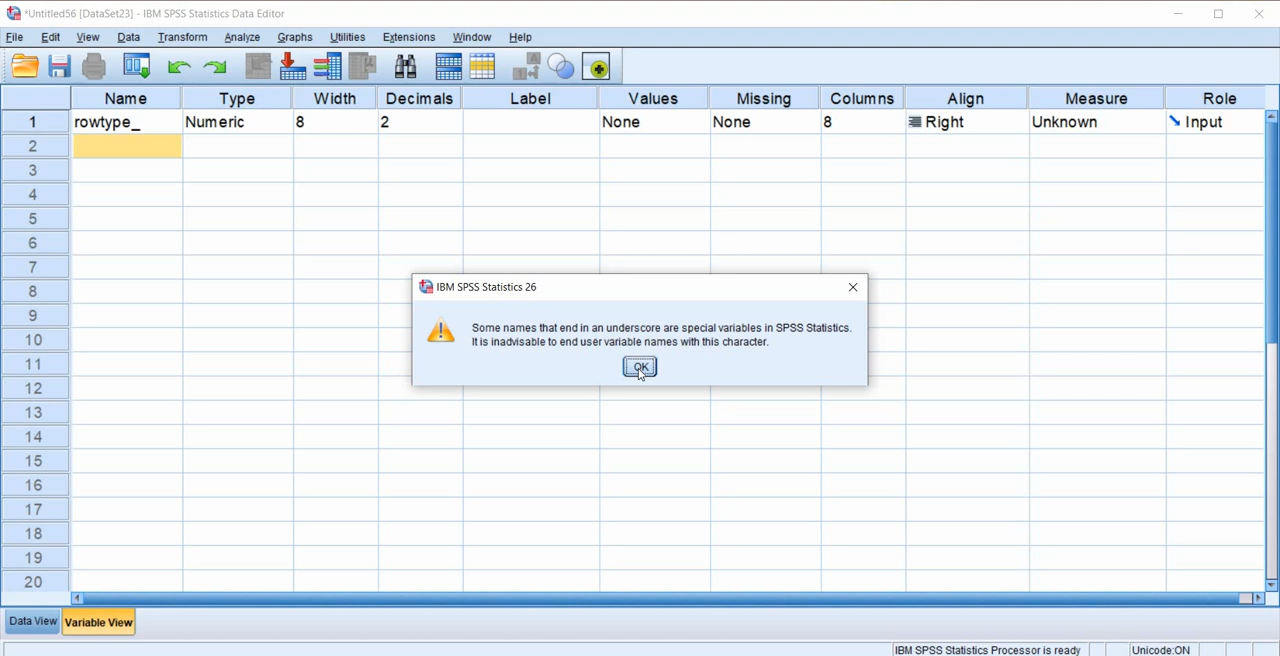 *Untitled56 [DataSet23] - IBM SPSS Statistics Data Editor
File Edit View Data Transform Analyze Graphs Utilities Extensions Window Help
Name Type Width Decimals Label Values Missing Columns Align Measure Role
1 rowtype_ Numeric 8 2 None None 8 Right Unknown Input
2
3
4
5
6
7
IBM SPSS Statistics 26
8
9
Some names that end in an underscore are special variables in SPSS Statistics.
It is inadvisable to end user variable names with this character.
10
OK
11
12
13
14
15
16
17
18
19
20
Data View Variable View
IBM SPSS Statistics Processor is ready Unicode:ON